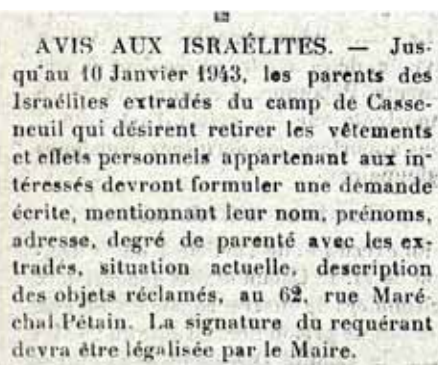 AVIS AUX ISRAÉLITES. — Jus-
qu'au 10 Janvier 1943, les parents des
Israélites extradés du camp de Casse-
neuil qui désirent retirer les vêtements
et effets personnels appartenant aux in-
téressés devront formuler une demande
écrite, mentionnant leur nom, prénoms,
adresse, degré de parenté avec les ex-
tradés, situation actuelle, description
des objets réclamés, au 62, rue Maré-
chal-Pétain. La signature du requérant
devra être légalisée par le Maire.